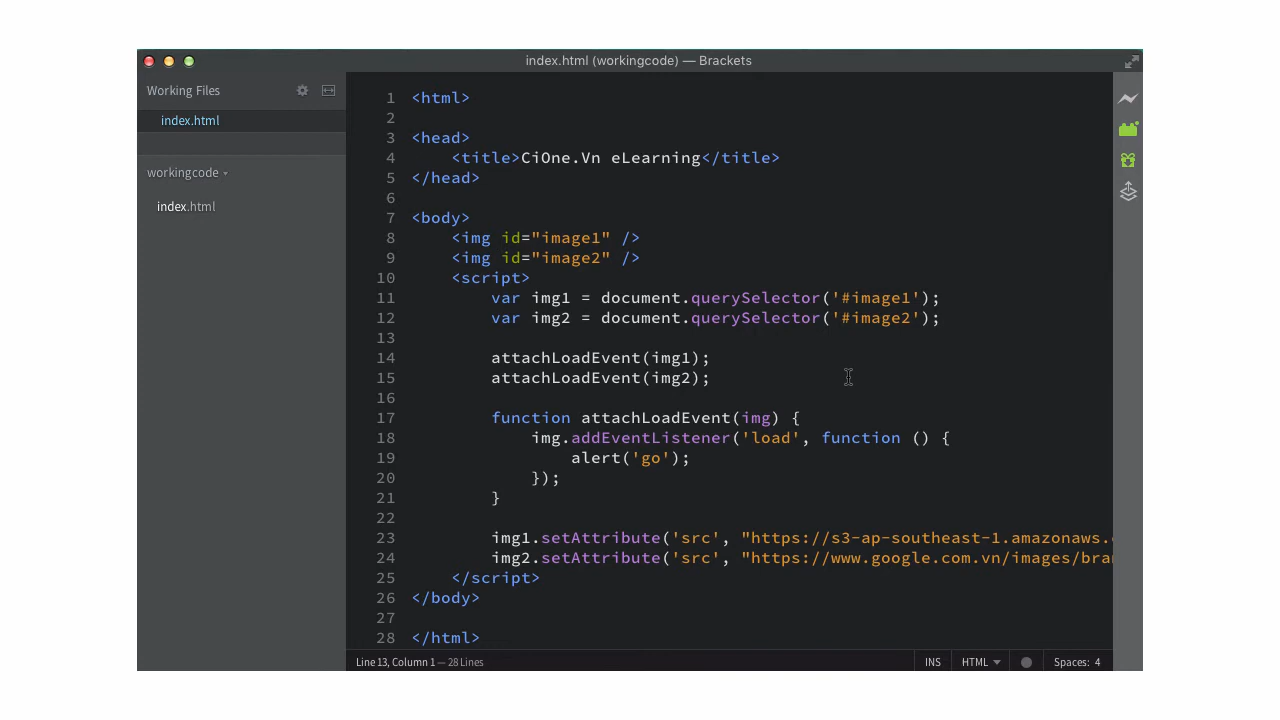 index.html (workingcode) — Brackets
Working Files
index.html
workingcode
index.html
1 <html>
2
3 <head>
4     <title>CiOne.Vn eLearning</title>
5 </head>
6
7 <body>
8     <img id="image1" />
9     <img id="image2" />
10     <script>
11         var img1 = document.querySelector('#image1');
12         var img2 = document.querySelector('#image2');
13
14         attachLoadEvent(img1);
15         attachLoadEvent(img2);
16
17         function attachLoadEvent(img) {
18             img.addEventListener('load', function () {
19                 alert('go');
20             });
21         }
22
23         img1.setAttribute('src', "https://s3-ap-southeast-1.amazonaws.
24         img2.setAttribute('src', "https://www.google.com.vn/images/bra
25     </script>
26 </body>
27
28 </html>
Line 13, Column 1 — 28 Lines
INS HTML Spaces: 4